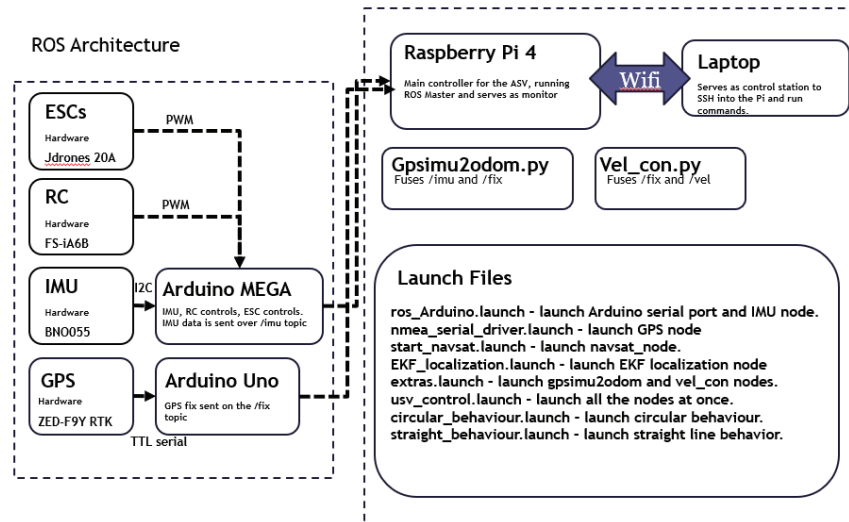 ROS Architecture
ESCs
Hardware
Jdrones 20A
PWM
RC
Hardware
FS-iA6B
PWM
IMU
Hardware
BNO055
I2C
Arduino MEGA
IMU, RC controls, ESC controls.
IMU data is sent over /imu topic
GPS
Hardware
ZED-F9Y RTK
TTL serial
Arduino Uno
GPS fix sent on the /fix
topic
Raspberry Pi 4
Main controller for the ASV, running
ROS Master and serves as monitor
Wifi
Laptop
Serves as control station to
SSH into the Pi and run
commands.
Gpsimu2odom.py
Fuses /imu and /fix
Vel_con.py
Fuses /fix and /vel
Launch Files
ros_Arduino.launch - launch Arduino serial port and IMU node.
nmea_serial_driver.launch - launch GPS node
start_navsat.launch - launch navsat_node.
EKF_localization.launch - launch EKF localization node
extras.launch - launch gpsimu2odom and vel_con nodes.
usv_control.launch - launch all the nodes at once.
circular_behaviour.launch - launch circular behaviour.
straight_behaviour.launch - launch straight line behavior.